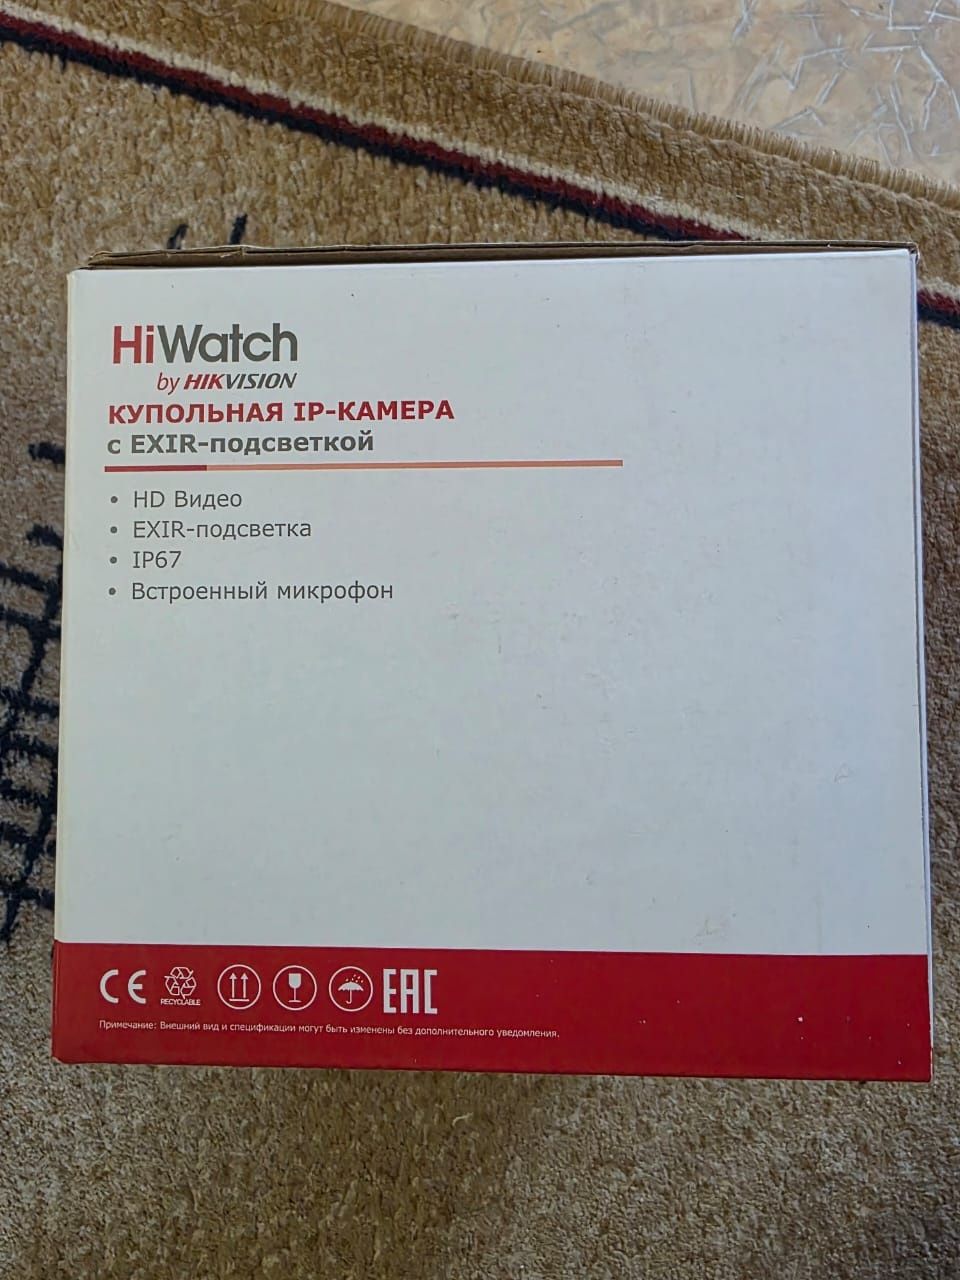 HiWatch
by HIKVISION
КУПОЛЬНАЯ IP-КАМЕРА
с EXIR-подсветкой
• HD Видео
• EXIR-подсветка
• IP67
• Встроенный микрофон
CE RECYCLABLE EAC
Примечание: Внешний вид и спецификации могут быть изменены без дополнительного уведомления.